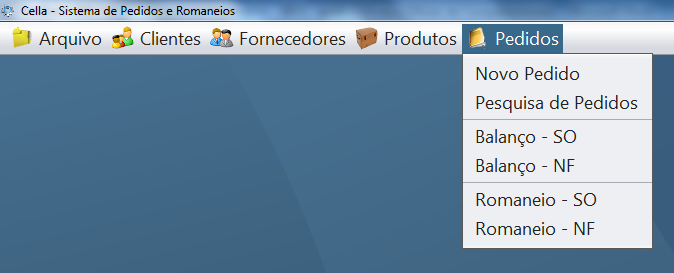 Cella - Sistema de Pedidos e Romaneios
Arquivo Clientes Fornecedores Produtos Pedidos
Novo Pedido
Pesquisa de Pedidos
Balanço - SO
Balanço - NF
Romaneio - SO
Romaneio - NF